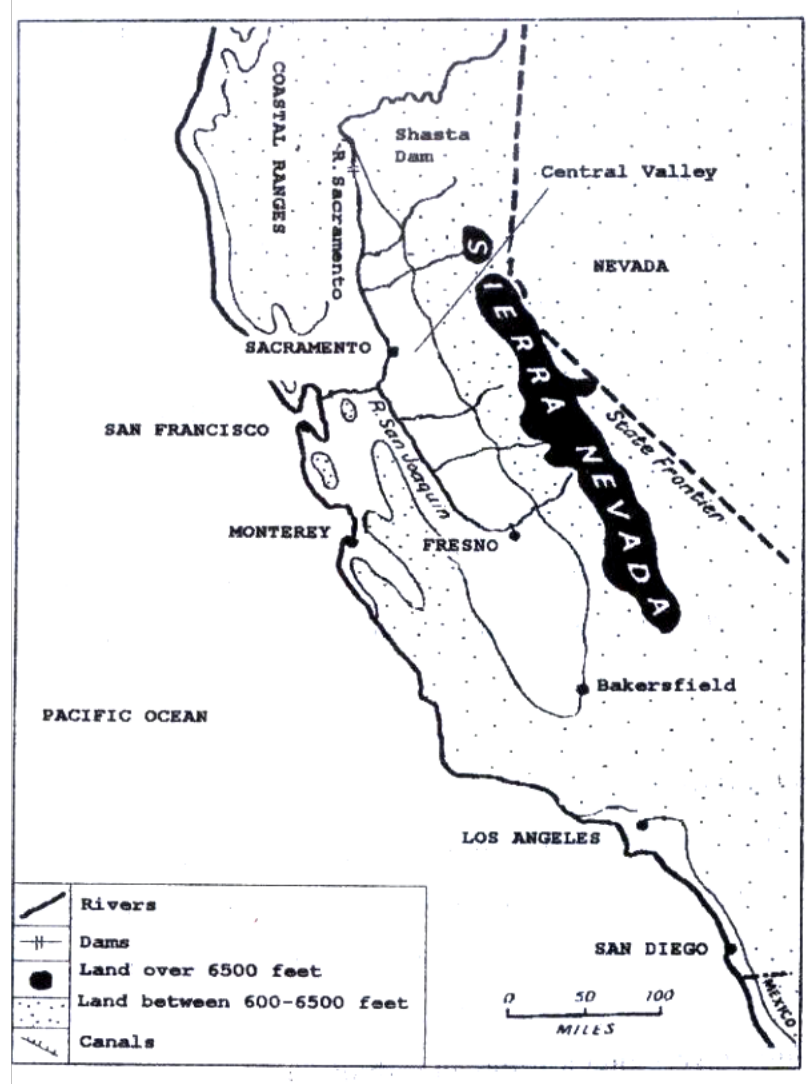 COASTAL RANGES
Shasta
Dam
R. Sacramento
Central Valley
NEVADA
SIERRA NEVADA
SACRAMENTO
State Frontier
SAN FRANCISCO
R. San Joaquin
MONTEREY
FRESNO
Bakersfield
PACIFIC OCEAN
LOS ANGELES
SAN DIEGO
MEXICO
Rivers
Dams
Land over 6500 feet
Land between 600-6500 feet
Canals
0 50 100
MILES